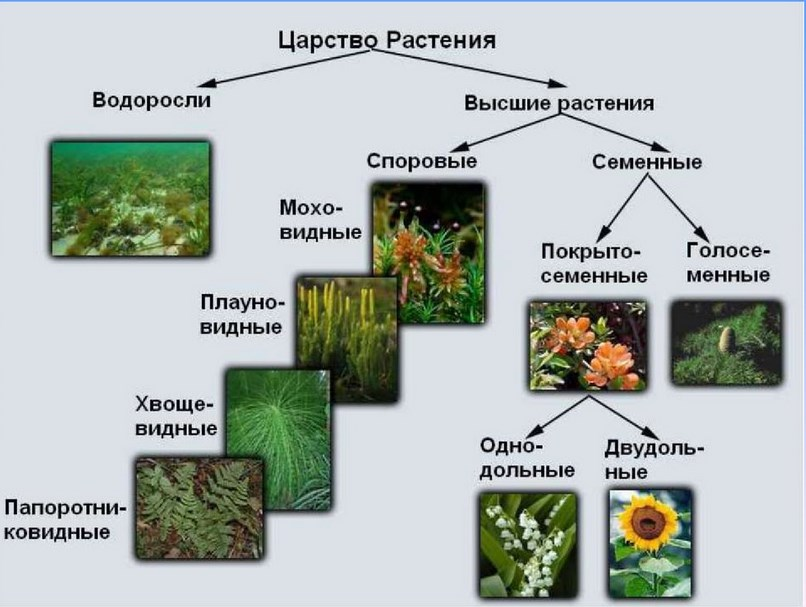 Царство Растения
Водоросли
Высшие растения
Споровые
Семенные
Мохо-
видные
Покрыто-
семенные
Голосе-
менные
Плауно-
видные
Хвоще-
видные
Одно-
дольные
Двудоль-
ные
Папоротни-
ковидные